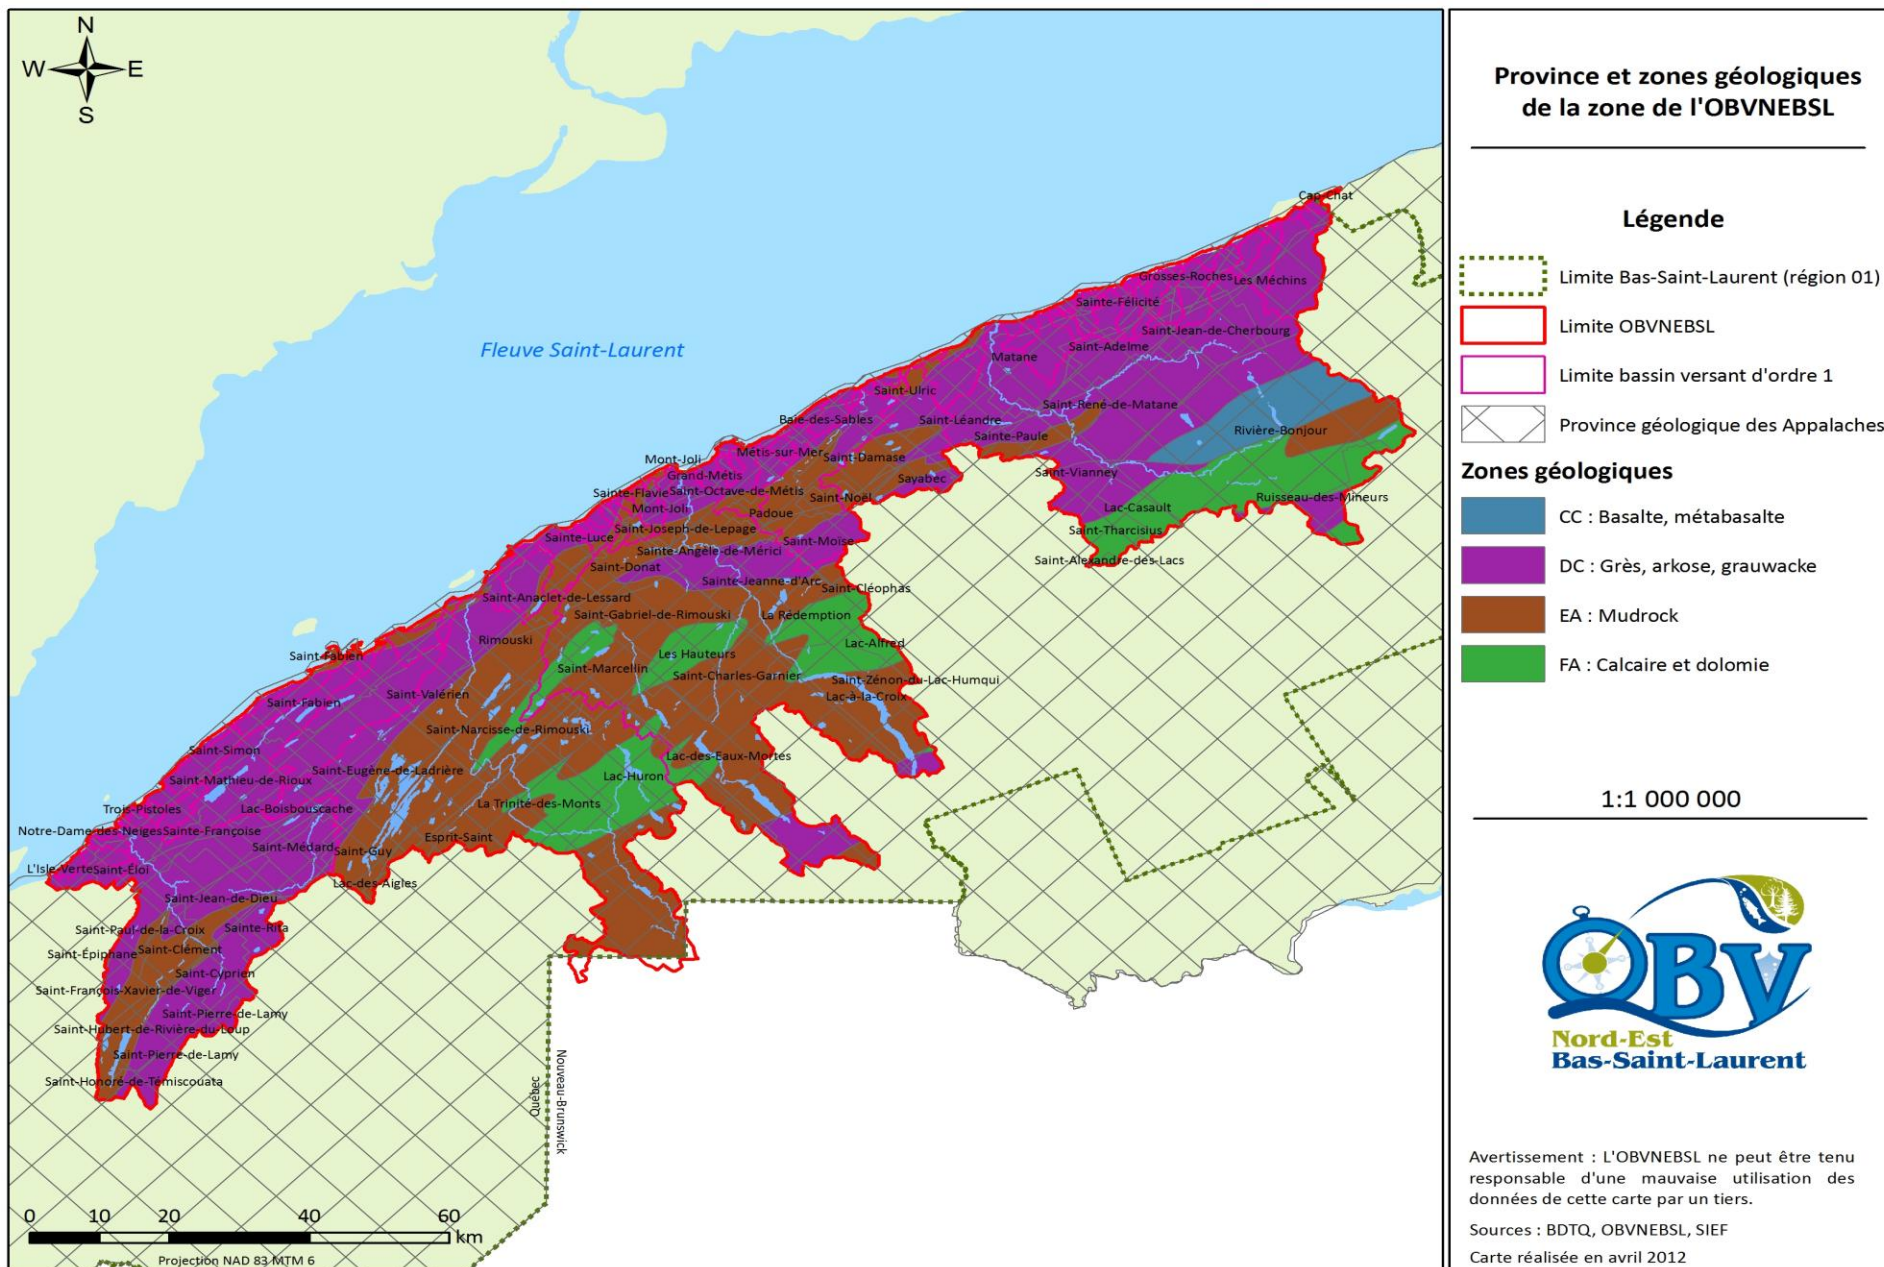 N
W E
S
Fleuve Saint-Laurent
Cap-Chat
Grosses-Roches
Les Méchins
Sainte-Félicité
Saint-Jean-de-Cherbourg
Saint-Adelme
Matane
Saint-Ulric
Saint-René-de-Matane
Baie-des-Sables
Saint-Léandre
Rivière-Bonjour
Sainte-Paule
Métis-sur-Mer
Saint-Damase
Mont-Joli
Grand-Métis
Saint-Vianney
Sayabec
Sainte-Flavie
Saint-Octave-de-Métis
Saint-Noël
Ruisseau-des-Mineurs
Mont-Joli
Padoue
Lac-Casault
Saint-Joseph-de-Lepage
Saint-Tharcisius
Sainte-Luce
Saint-Moïse
Sainte-Angèle-de-Mérici
Saint-Donat
Saint-Alexandre-des-Lacs
Sainte-Jeanne-d'Arc
Saint-Cléophas
Saint-Anaclet-de-Lessard
Saint-Gabriel-de-Rimouski
La Rédemption
Rimouski
Lac-Alfred
Saint-Fabien
Les Hauteurs
Saint-Marcellin
Saint-Charles-Garnier
Saint-Zénon-du-Lac-Humqui
Saint-Valérien
Lac-à-la-Croix
Saint-Fabien
Saint-Narcisse-de-Rimouski
Saint-Simon
Lac-des-Eaux-Mortes
Saint-Eugène-de-Ladrière
Lac-Huron
Saint-Mathieu-de-Rioux
La Trinité-des-Monts
Trois-Pistoles
Lac-Boisbouscache
Notre-Dame-des-Neiges
Sainte-Françoise
Esprit-Saint
Saint-Médard
Saint-Guy
L'Isle-Verte
Saint-Éloi
Lac-des-Aigles
Saint-Jean-de-Dieu
Saint-Paul-de-la-Croix
Sainte-Rita
Saint-Épiphane
Saint-Clément
Saint-Cyprien
Saint-François-Xavier-de-Viger
Saint-Pierre-de-Lamy
Saint-Hubert-de-Rivière-du-Loup
Saint-Pierre-de-Lamy
Saint-Honoré-de-Témiscouata
Québec
Nouveau-Brunswick
0 10 20 40 60
km
Projection NAD 83 MTM 6
Province et zones géologiques
de la zone de l'OBVNEBSL
Légende
Limite Bas-Saint-Laurent (région 01)
Limite OBVNEBSL
Limite bassin versant d'ordre 1
Province géologique des Appalaches
Zones géologiques
CC : Basalte, métabasalte
DC : Grès, arkose, grauwacke
EA : Mudrock
FA : Calcaire et dolomie
1:1 000 000
OBV
Nord-Est
Bas-Saint-Laurent
Avertissement : L'OBVNEBSL ne peut être tenu
responsable d'une mauvaise utilisation des
données de cette carte par un tiers.
Sources : BDTQ, OBVNEBSL, SIEF
Carte réalisée en avril 2012